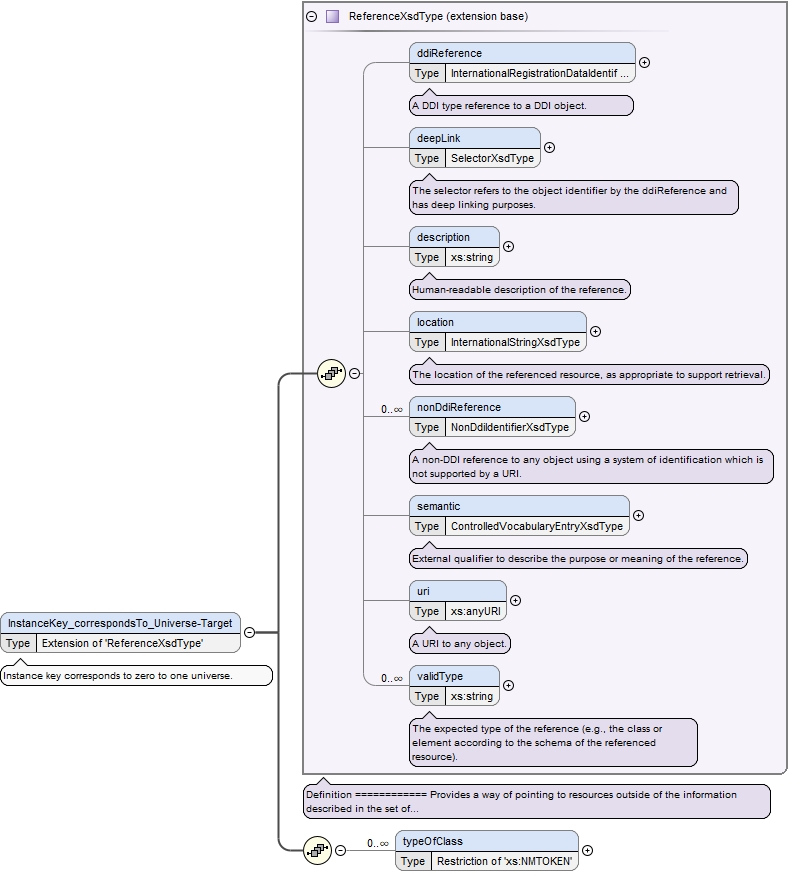 ReferenceXsdType (extension base)
ddiReference
Type InternationalRegistrationDataIdentif ...
A DDI type reference to a DDI object.
deepLink
Type SelectorXsdType
The selector refers to the object identifier by the ddiReference and
has deep linking purposes.
description
Type xs:string
Human-readable description of the reference.
location
Type InternationalStringXsdType
The location of the referenced resource, as appropriate to support retrieval.
0..∞ nonDdiReference
Type NonDdiIdentifierXsdType
A non-DDI reference to any object using a system of identification which is
not supported by a URI.
semantic
Type ControlledVocabularyEntryXsdType
External qualifier to describe the purpose or meaning of the reference.
uri
Type xs:anyURI
A URI to any object.
InstanceKey_correspondsTo_Universe-Target
Type Extension of 'ReferenceXsdType'
Instance key corresponds to zero to one universe.
0..∞ validType
Type xs:string
The expected type of the reference (e.g., the class or
element according to the schema of the referenced
resource).
Definition ============ Provides a way of pointing to resources outside of the information
described in the set of...
0..∞ typeOfClass
Type Restriction of 'xs:NMTOKEN'